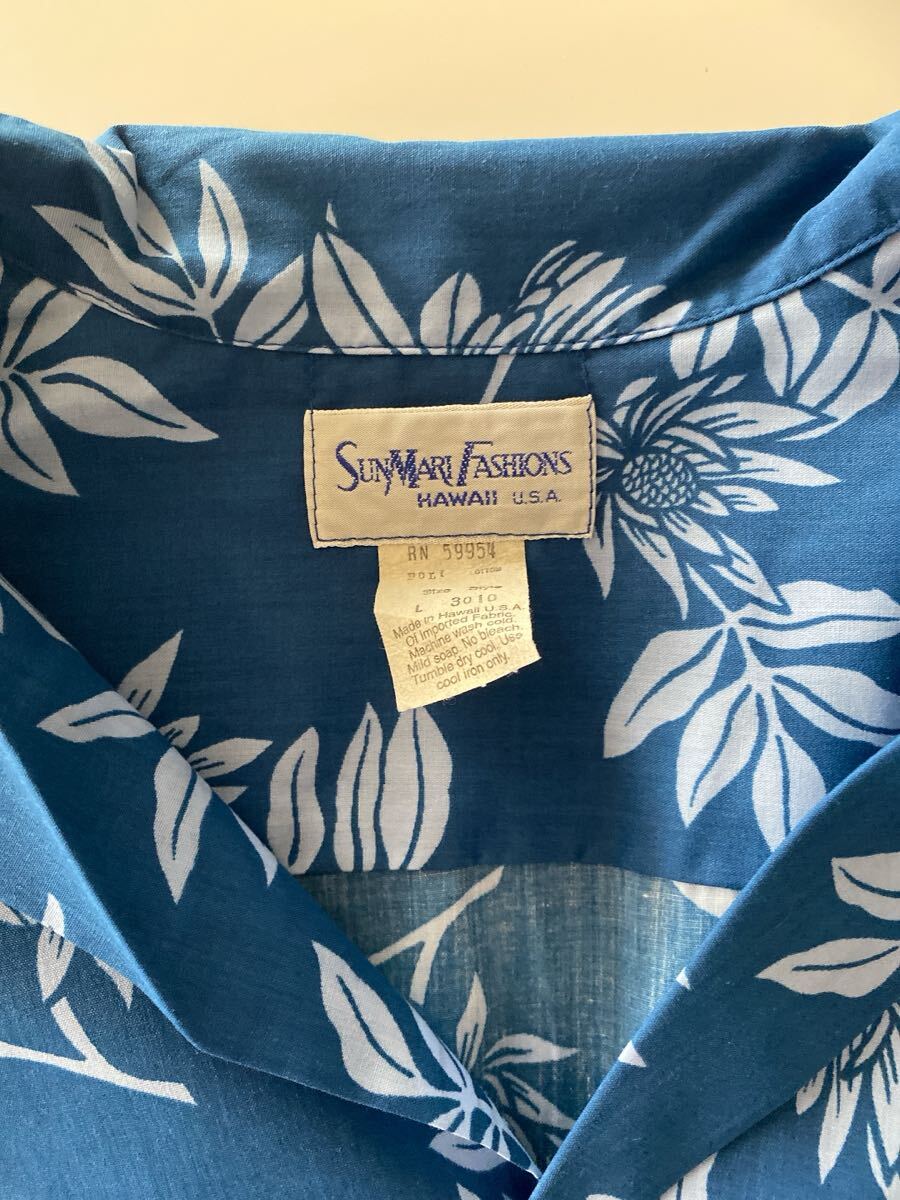 SUNMARI FASHIONS
HAWAII U.S.A.
RN 59954
Size Style
L 3010
Made in Hawaii U.S.A.
Of Imported Fabric.
Machine wash cold.
Mild soap. No bleach.
Tumble dry cool. Use
cool iron only.